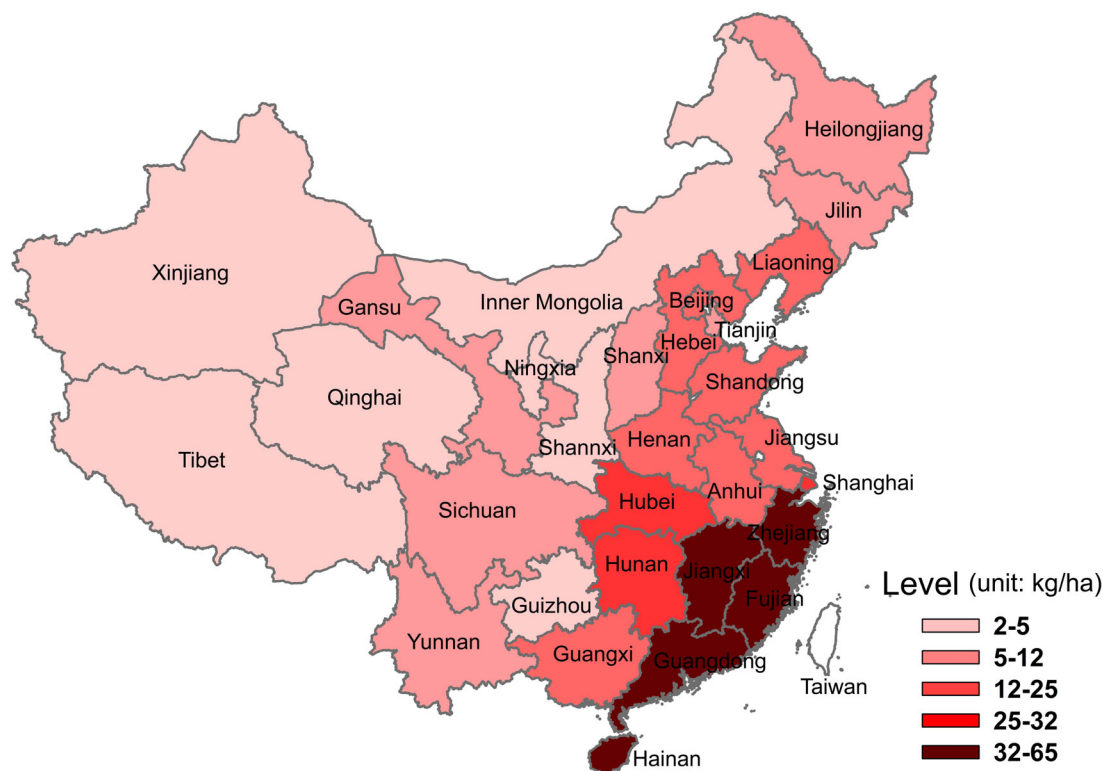 Heilongjiang
Jilin
Liaoning
Xinjiang
Gansu
Inner Mongolia
Beijing
Tianjin
Hebei
Shanxi
Ningxia
Shandong
Qinghai
Henan
Jiangsu
Shannxi
Tibet
Shanghai
Anhui
Hubei
Sichuan
Zhejiang
Hunan
Jiangxi
Fujian
Guizhou
Yunnan
Guangxi
Guangdong
Taiwan
Hainan
Level (unit: kg/ha)
2-5
5-12
12-25
25-32
32-65